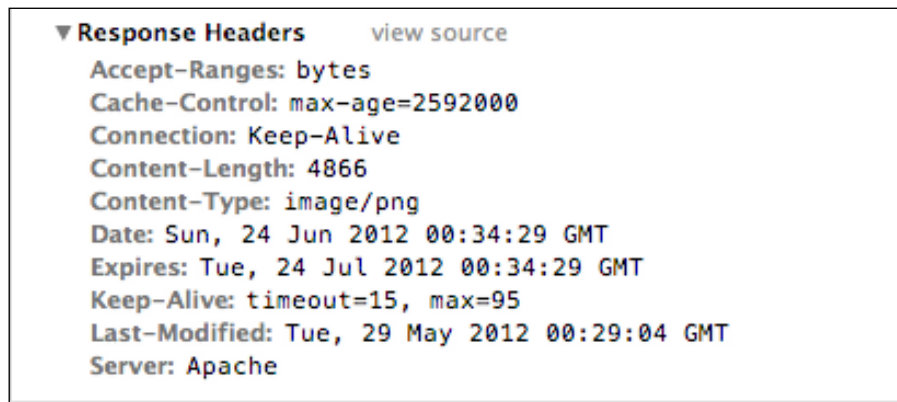 ▼ Response Headers view source
Accept-Ranges: bytes
Cache-Control: max-age=2592000
Connection: Keep-Alive
Content-Length: 4866
Content-Type: image/png
Date: Sun, 24 Jun 2012 00:34:29 GMT
Expires: Tue, 24 Jul 2012 00:34:29 GMT
Keep-Alive: timeout=15, max=95
Last-Modified: Tue, 29 May 2012 00:29:04 GMT
Server: Apache